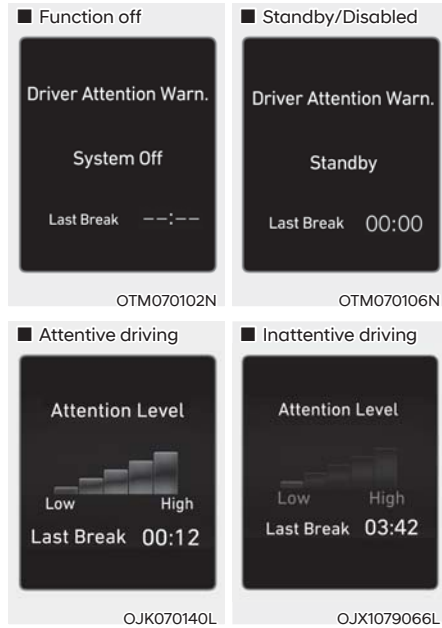 ■ Function off
Driver Attention Warn.
System Off
Last Break --:--
OTM070102N
■ Standby/Disabled
Driver Attention Warn.
Standby
Last Break 00:00
OTM070106N
■ Attentive driving
Attention Level
Low High
Last Break 00:12
OJK070140L
■ Inattentive driving
Attention Level
Low High
Last Break 03:42
OJX1079066L